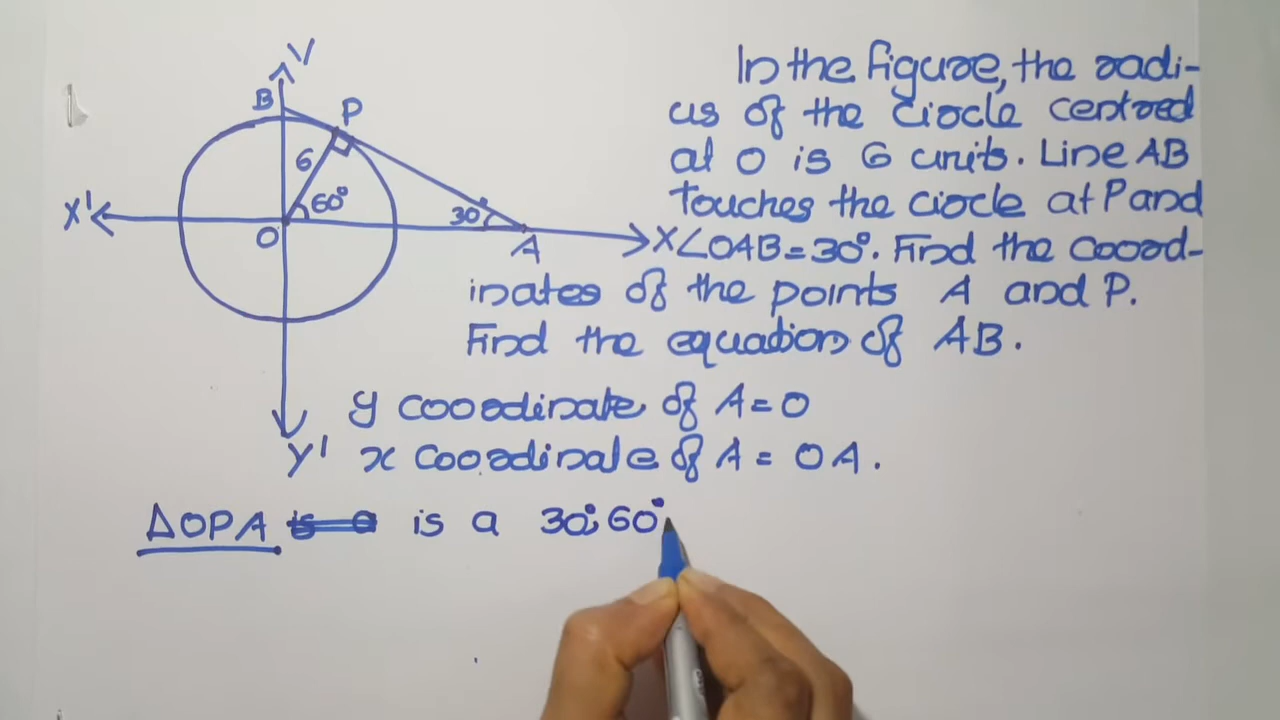 Y
B
P
6
60°
30°
X'
O
A
X
Y'
In the figure, the radi-
us of the circle centred
at O is 6 units. Line AB
touches the circle at P and
∠OAB=30°. Find the coord-
inates of the points A and P.
Find the equation of AB.
y coordinate of A=0
x coordinate of A= OA.
△OPA is a is a 30°,60°